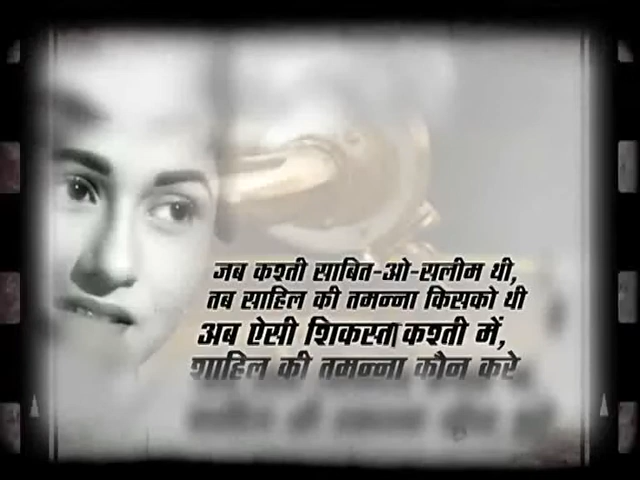 जब कश्ती साबित-ओ-सलीम थी,
तब साहिल की तमन्ना किसको थी
अब ऐसी शिकस्ता कश्ती में,
शाहिल की तमन्ना कौन करे